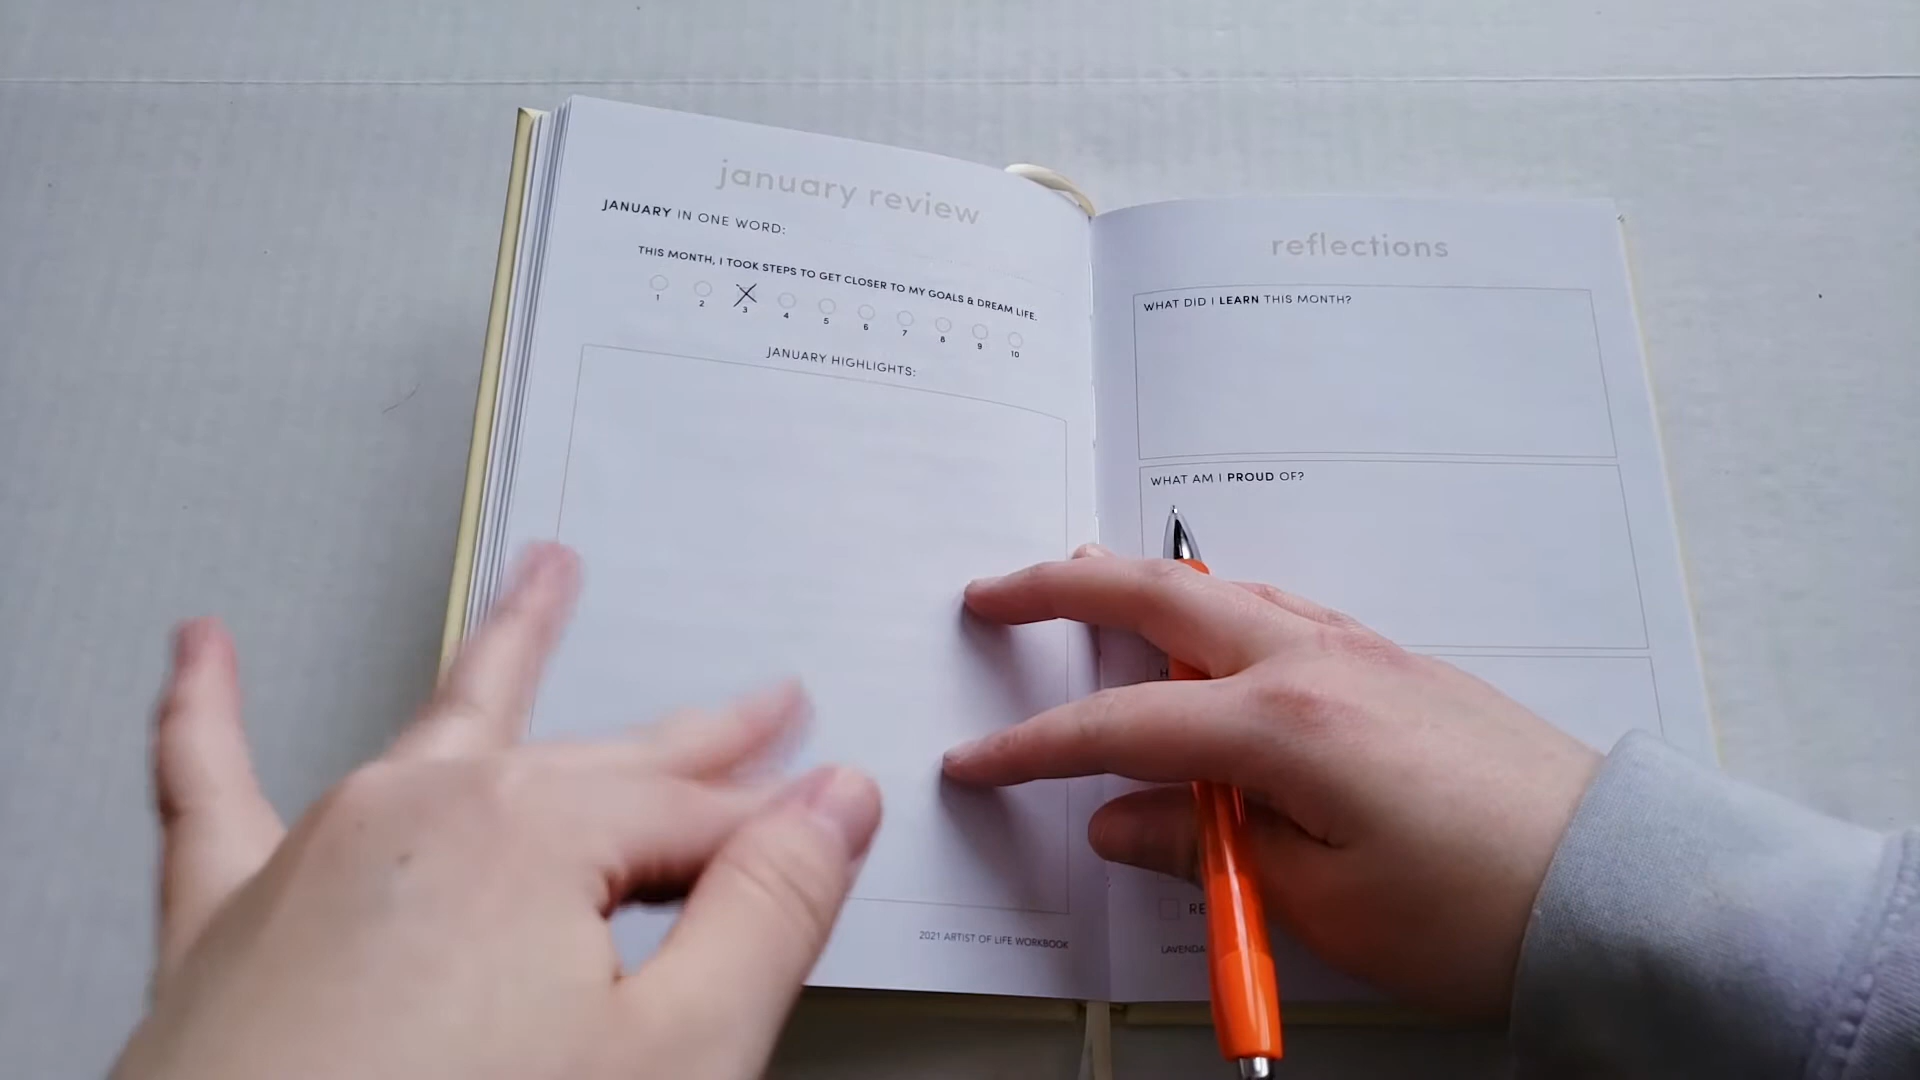 january review
JANUARY IN ONE WORD:
THIS MONTH, I TOOK STEPS TO GET CLOSER TO MY GOALS & DREAM LIFE.
1 2 3 4 5 6 7 8 9 10
JANUARY HIGHLIGHTS:
2021 ARTIST OF LIFE WORKBOOK
reflections
WHAT DID I LEARN THIS MONTH?
WHAT AM I PROUD OF?